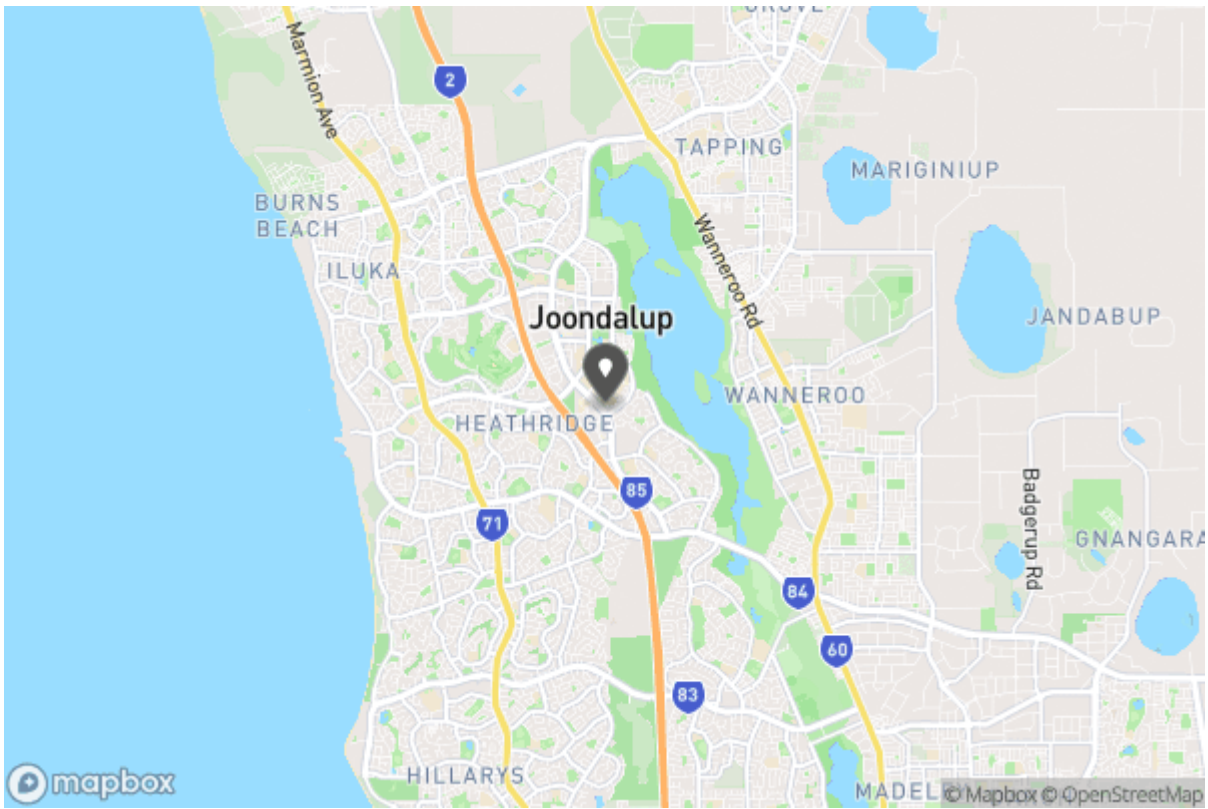 GROVE
Marmion Ave
2
TAPPING
MARIGINIUP
BURNS
BEACH
Wanneroo Rd
ILUKA
Joondalup
JANDABUP
WANNEROO
HEATHRIDGE
85
71
Badgerup Rd
GNANGARA
84
60
83
HILLARYS
mapbox
MADELEY
© Mapbox © OpenStreetMap